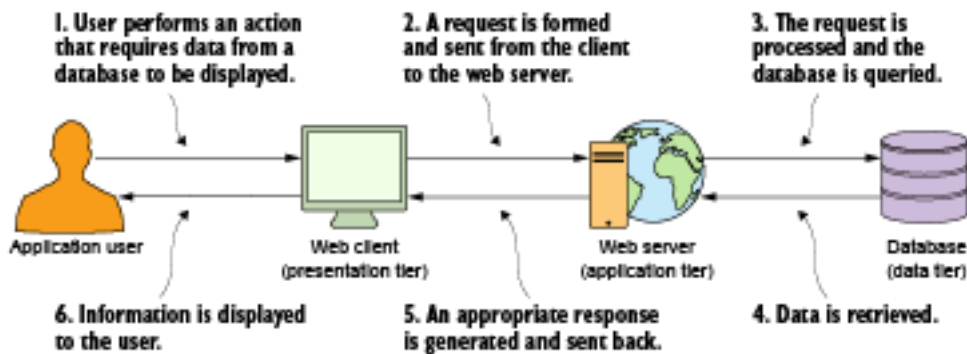 1. User performs an action
that requires data from a
database to be displayed.
2. A request is formed
and sent from the client
to the web server.
3. The request is
processed and the
database is queried.
Application user
Web client
(presentation tier)
Web server
(application tier)
Database
(data tier)
6. Information is displayed
to the user.
5. An appropriate response
is generated and sent back.
4. Data is retrieved.